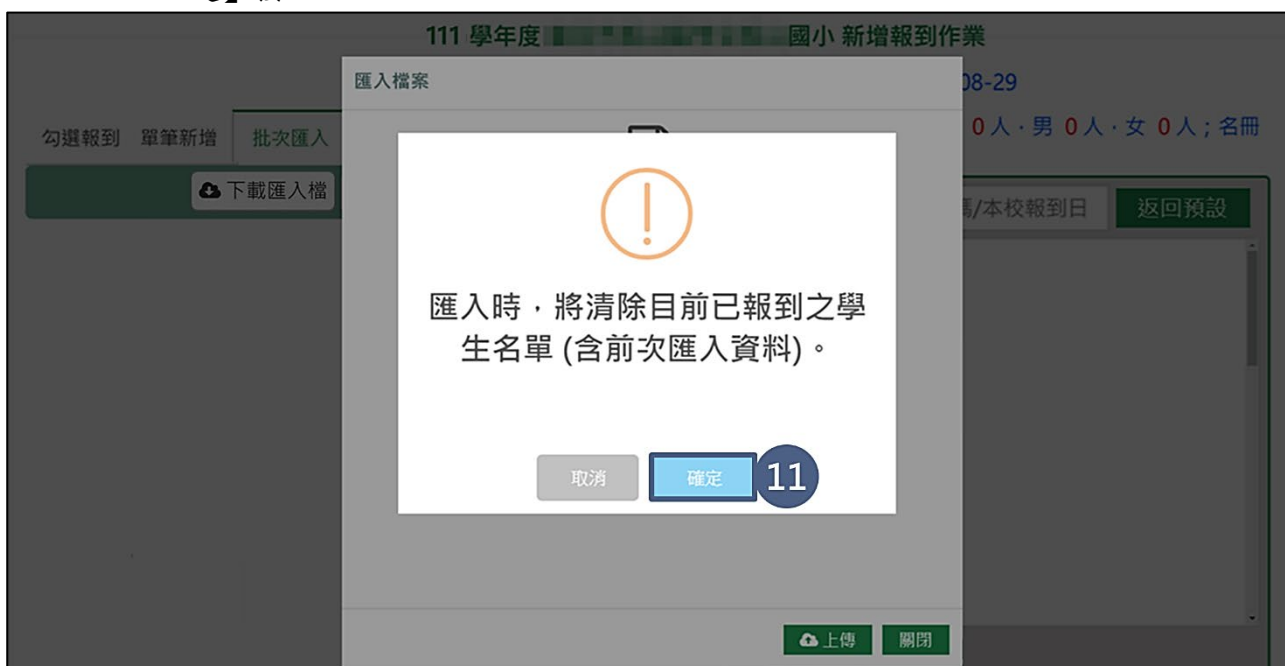 111 學年度 國小 新增報到作業
匯入檔案
08-29
勾選報到 單筆新增 批次匯入
0人，男 0人，女 0人；名冊
下載匯入檔
/本校報到日 返回預設
匯入時，將清除目前已報到之學
生名單 (含前次匯入資料)。
取消 確定 11
上傳 關閉